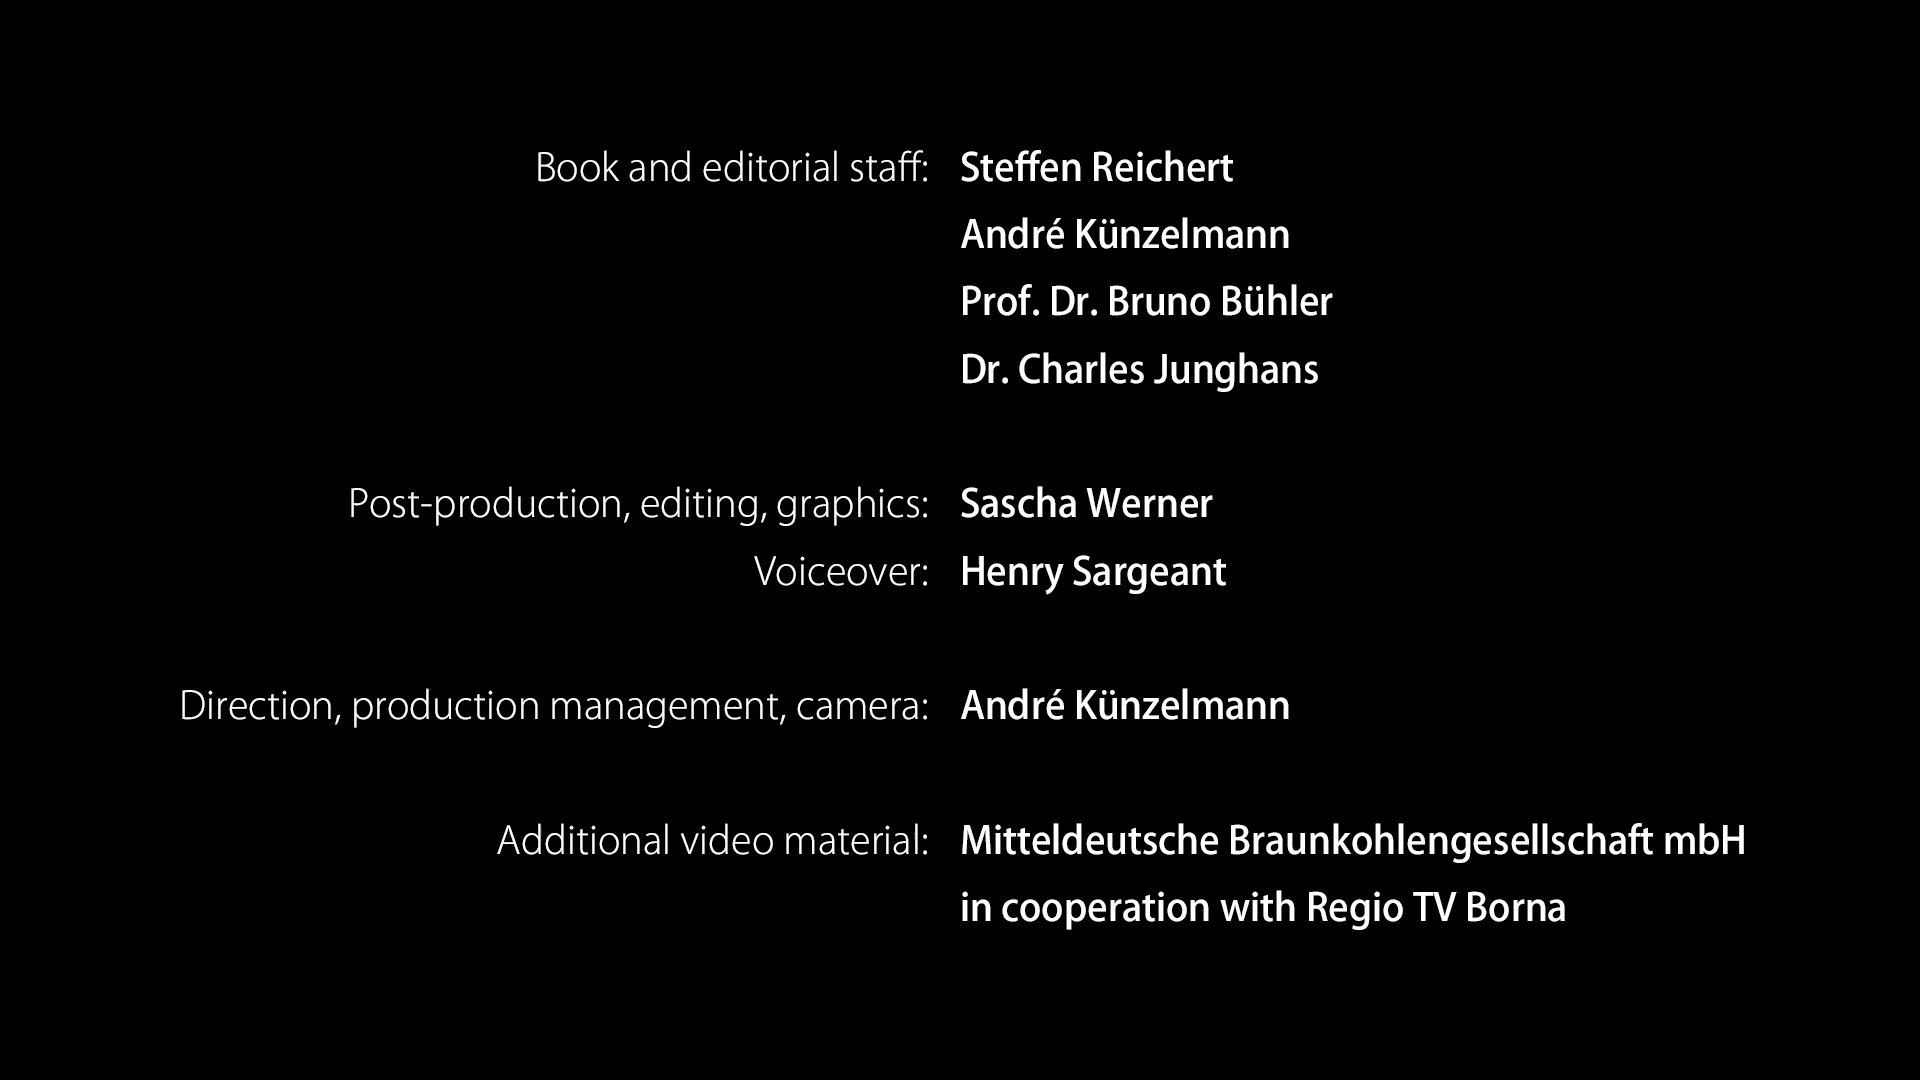 Book and editorial staff: Steffen Reichert
André Künzelmann
Prof. Dr. Bruno Bühler
Dr. Charles Junghans
Post-production, editing, graphics: Sascha Werner
Voiceover: Henry Sargeant
Direction, production management, camera: André Künzelmann
Additional video material: Mitteldeutsche Braunkohlengesellschaft mbH
in cooperation with Regio TV Borna